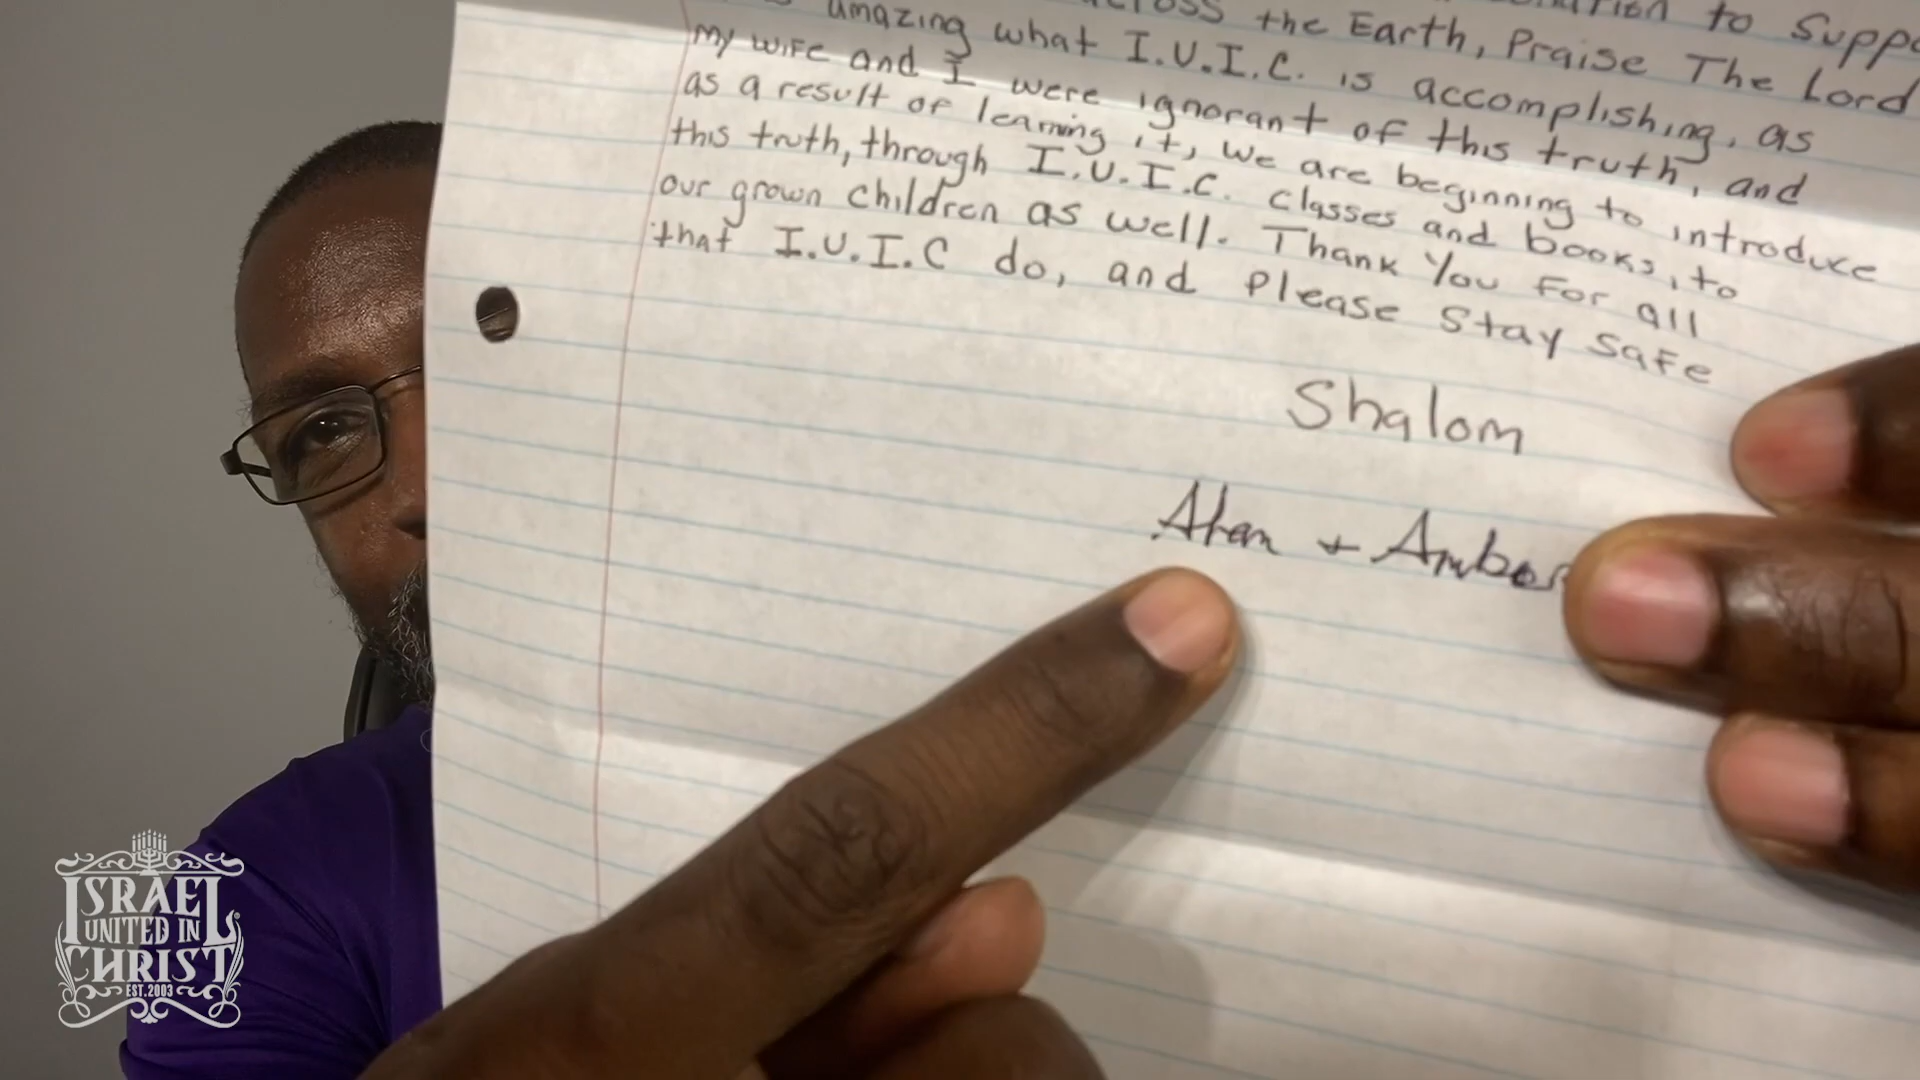 across the Earth, Praise The Lord
amazing what I.U.I.C. is accomplishing, as
my wife and I were ignorant of this truth, and
as a result of learning it, we are beginning to introduce
this truth, through I.U.I.C. classes and books, to
our grown children as well. Thank You for all
that I.U.I.C do, and please stay safe
Shalom
+ Amber
ISRAEL
UNITED IN
CHRIST
EST. 2003